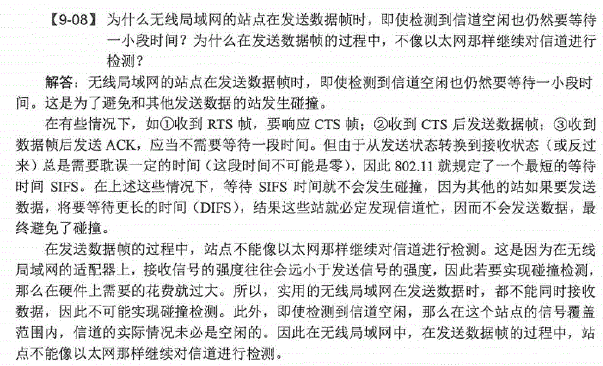 【9-08】 为什么无线局域网的站点在发送数据帧时，即使检测到信道空闲也仍然要等待
一小段时间？为什么在发送数据帧的过程中，不像以太网那样继续对信道进行
检测？
解答：无线局域网的站点在发送数据帧时，即使检测到信道空闲也仍然要等待一小段时
间。这是为了避免和其他发送数据的站发生碰撞。
在有些情况下，如①收到 RTS 帧，要响应 CTS 帧；②收到 CTS 后发送数据帧；③收到
数据帧后发送 ACK，应当不需要等待一段时间。但由于从发送状态转换到接收状态（或反过
来）总是需要耽误一定的时间（这段时间不可能是零），因此 802.11 就规定了一个最短的等待
时间 SIFS。在上述这些情况下，等待 SIFS 时间就不会发生碰撞，因为其他的站如果要发送
数据，将要等待更长的时间（DIFS），结果这些站就必定发现信道忙，因而不会发送数据，最
终避免了碰撞。
在发送数据帧的过程中，站点不能像以太网那样继续对信道进行检测。这是因为在无线
局域网的适配器上，接收信号的强度往往会远小于发送信号的强度，因此若要实现碰撞检测，
那么在硬件上需要的花费就过大。所以，实用的无线局域网在发送数据时，都不能同时接收
数据，因此不可能实现碰撞检测。此外，即使检测到信道空闲，那么在这个站点的信号覆盖
范围内，信道的实际情况未必是空闲的。因此在无线局域网中，在发送数据帧的过程中，站
点不能像以太网那样继续对信道进行检测。